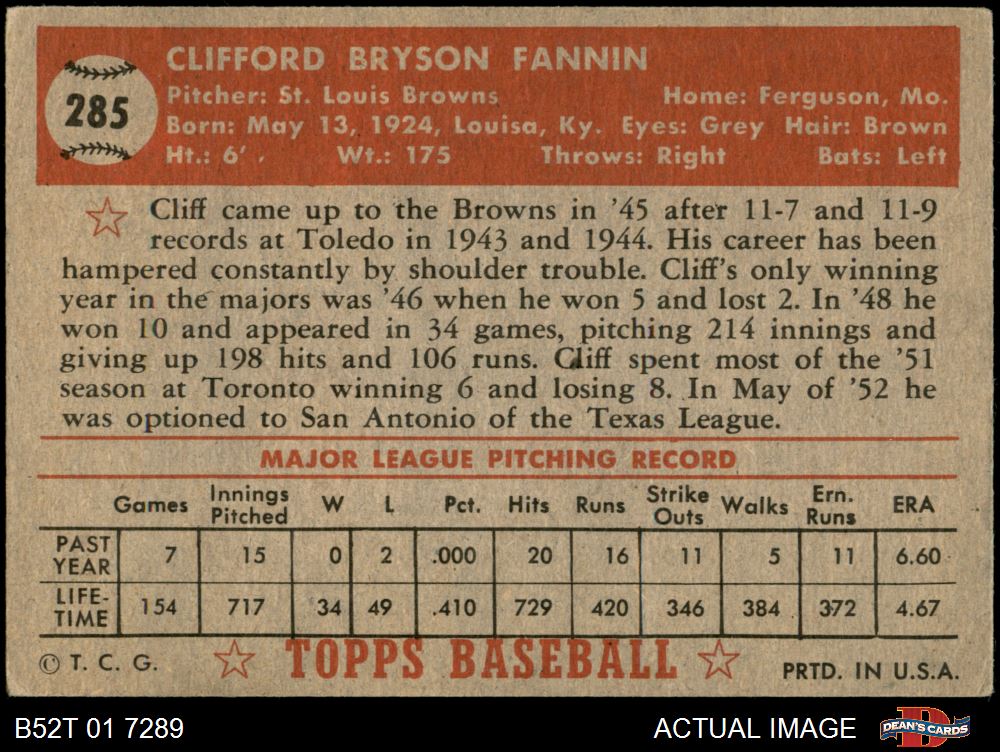 285
CLIFFORD BRYSON FANNIN
Pitcher: St. Louis Browns Home: Ferguson, Mo.
Born: May 13, 1924, Louisa, Ky. Eyes: Grey Hair: Brown
Ht.: 6' Wt.: 175 Throws: Right Bats: Left
Cliff came up to the Browns in '45 after 11-7 and 11-9
records at Toledo in 1943 and 1944. His career has been
hampered constantly by shoulder trouble. Cliff's only winning
year in the majors was '46 when he won 5 and lost 2. In '48 he
won 10 and appeared in 34 games, pitching 214 innings and
giving up 198 hits and 106 runs. Cliff spent most of the '51
season at Toronto winning 6 and losing 8. In May of '52 he
was optioned to San Antonio of the Texas League.
MAJOR LEAGUE PITCHING RECORD
Games Innings Pitched W L Pct. Hits Runs Strike Outs Walks Ern. Runs ERA
PAST YEAR 7 15 0 2 .000 20 16 11 5 11 6.60
LIFE-TIME 154 717 34 49 .410 729 420 346 384 372 4.67
© T. C. G. TOPPS BASEBALL PRTD. IN U.S.A.
B52T 01 7289 ACTUAL IMAGE DEAN'S CARDS